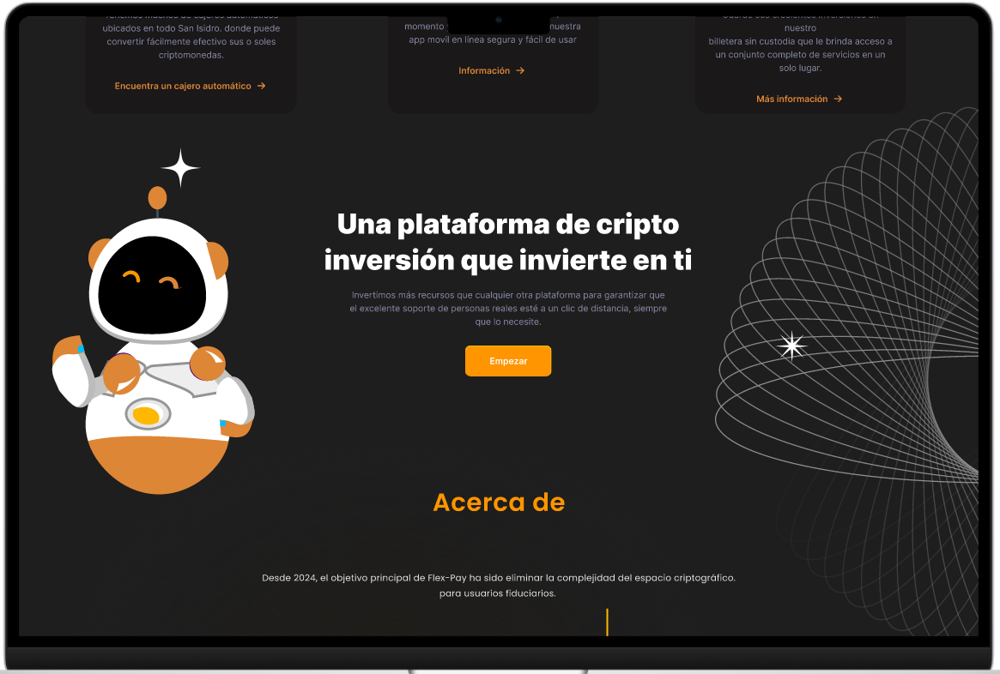 Tenemos muchos de cajeros automáticos
ubicados en todo San Isidro. donde puede
convertir fácilmente efectivo sus o soles
criptomonedas.
Encuentra un cajero automático
momento
nuestra
app movil en línea segura y fácil de usar
Información
nuestro
billetera sin custodia que le brinda acceso a
un conjunto completo de servicios en un
solo lugar.
Más información
Una plataforma de cripto
inversión que invierte en ti
Invertimos más recursos que cualquier otra plataforma para garantizar que
el excelente soporte de personas reales esté a un clic de distancia, siempre
que lo necesite.
Empezar
Acerca de
Desde 2024, el objetivo principal de Flex-Pay ha sido eliminar la complejidad del espacio criptográfico.
para usuarios fiduciarios.